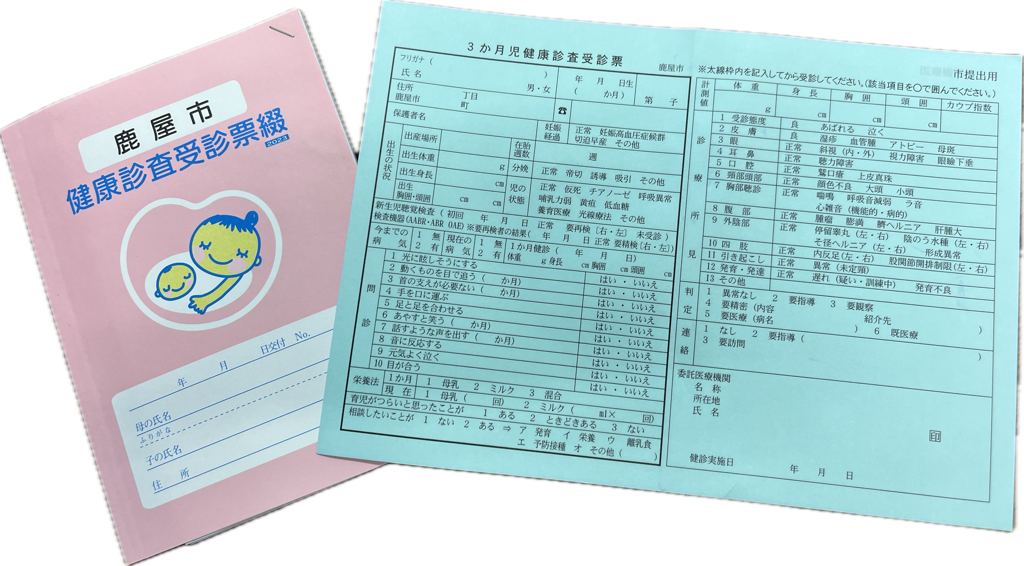 鹿屋市
健康診査受診票綴
2023
年　月　日交付　No.
母の氏名
ふりがな
子の氏名
住　所
3か月児健康診査受診票
鹿屋市
フリガナ（　）
氏名　男・女
年　月　日生
（　か月）
第　子
住所
鹿屋市　丁目
町
☎
保護者名
出生の状況
出産場所
在胎週数　週
出生体重　g
出生身長　cm
出生胸囲・頭囲　cm　cm
妊娠経過　正常　妊娠高血圧症候群
切迫早産　その他
分娩　正常　帝切　誘導　吸引　その他
児の状態　正常　仮死　チアノーゼ　呼吸異常
哺乳力弱　黄疸　低血糖
養育医療　光線療法　その他
新生児聴覚検査（初回　年　月　日　正常　要再検〔右・左〕　未受診）
検査機器（AABR・ABR　OAE）※要再検者の結果（　年　月　日　正常　要精検〔右・左〕）
今までの病気　1 無　2 有
現在の病気　1 無　2 有
1か月健診（　年　月　日）
体重　g　身長　cm　胸囲　cm　頭囲　cm
問診
1 光に眩しそうにする　はい・いいえ
2 動くものを目で追う（　か月）　はい・いいえ
3 首の支えが必要ない（　か月）　はい・いいえ
4 手を口に運ぶ　はい・いいえ
5 足と足を合わせる　はい・いいえ
6 あやすと笑う（　か月）　はい・いいえ
7 話すような声を出す（　か月）　はい・いいえ
8 音に反応する　はい・いいえ
9 元気よく泣く　はい・いいえ
10 目が合う　はい・いいえ
栄養法　1か月　1 母乳　2 ミルク　3 混合
現在　1 母乳（　回）　2 ミルク（　ml×　回）
育児がつらいと思ったことが　1 ある　2 ときどきある　3 ない
相談したいことが　1 ない　2 ある　⇒　ア 発育　イ 栄養　ウ 離乳食
エ 予防接種　オ その他（　）
市提出用
※太線枠内を記入してから受診してください。（該当項目を○で囲んでください。）
計測値　体重　身長　胸囲　頭囲　カウプ指数
g　cm　cm　cm
診療所見
1 受診態度　良　あばれる　泣く
2 皮膚　良　湿疹　血管腫　アトピー　母斑
3 眼　正常　斜視（内・外）　視力障害　眼瞼下垂
4 耳鼻　正常　聴力障害
5 口腔　正常　鵞口瘡　上皮真珠
6 頸部頭部　正常　顔色不良　大頭　小頭
7 胸部聴診　正常　喘鳴　呼吸音減弱　ラ音
心雑音（機能的・病的）
8 腹部　正常　腫瘤　膨満　臍ヘルニア　肝腫大
9 外陰部　正常　停留睾丸（左・右）　陰のう水種（左・右）
そ径ヘルニア（左・右）　形成異常
10 四肢　正常　内反足（左・右）　股関節開排制限（左・右）
11 引き起こし　正常　異常（未定頸）
12 発育・発達　正常　遅れ（疑い・訓練中）　発育不良
13 その他
判定
1 異常なし　2 要指導　3 要観察
4 要精密（内容　紹介先　）
5 要医療（病名　）　6 既医療
連絡
1 なし　2 要指導（　）
3 要訪問
委託医療機関
名称
所在地
氏名
印
健診実施日　年　月　日